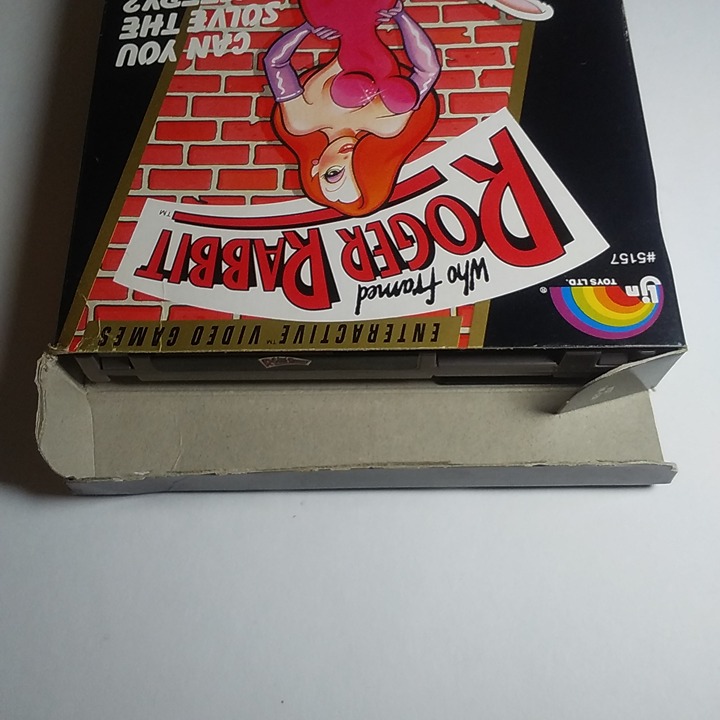 ENTERACTIVE™ VIDEO GAMES
ljn
TOYS LTD.
®
#5157
Who Framed
ROGER RABBIT
™
CAN YOU
SOLVE THE